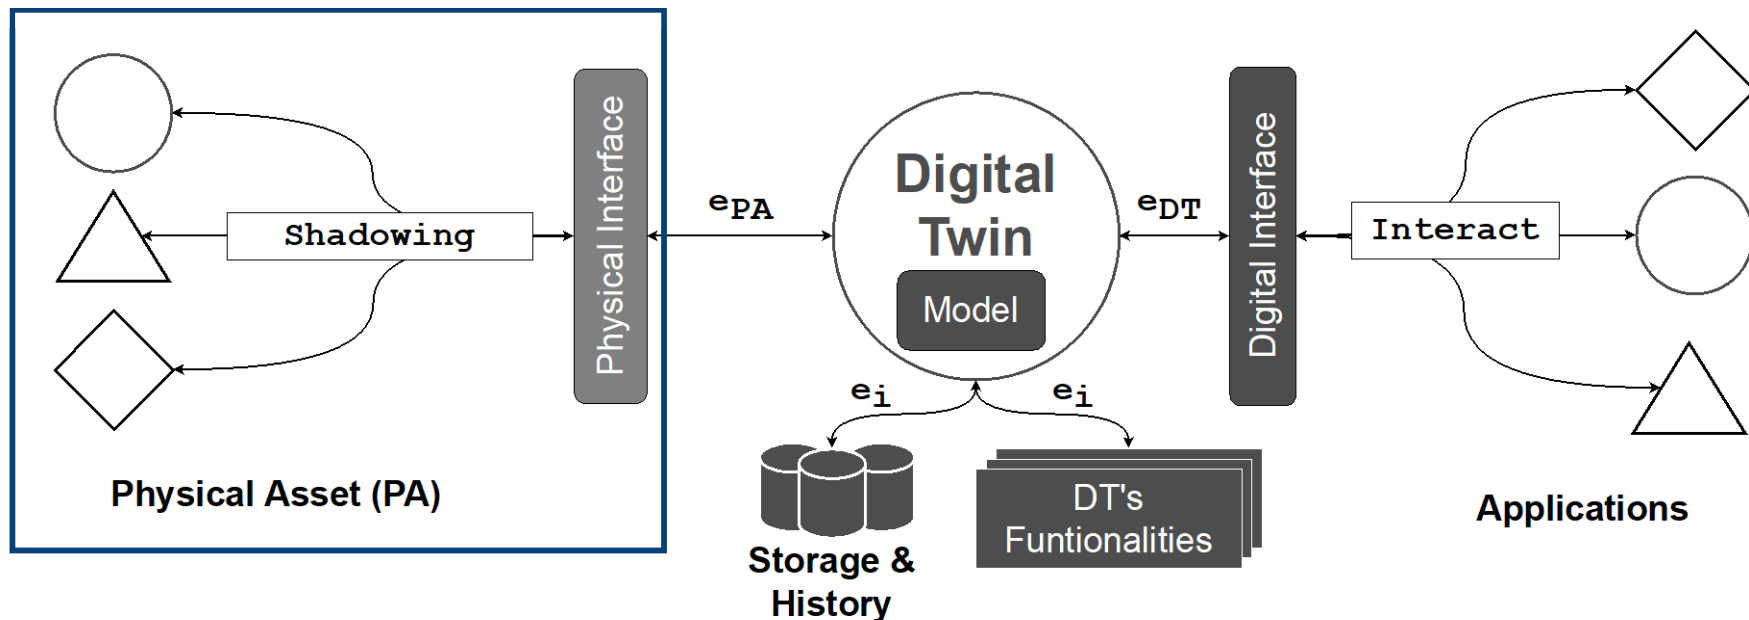 Shadowing
Physical Interface
Physical Asset (PA)
ePA
Digital
Twin
Model
eDT
ei
ei
Storage &
History
DT's
Funtionalities
Digital Interface
Interact
Applications